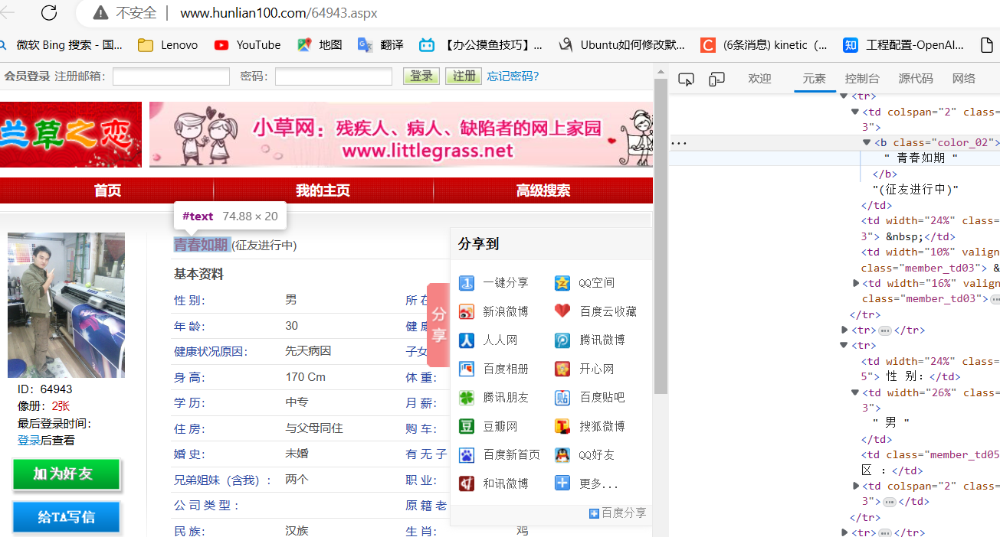 不安全 | www.hunlian100.com/64943.aspx
微软 Bing 搜索 - 国... Lenovo YouTube 地图 翻译 【办公摸鱼技巧】... Ubuntu如何修改默... (6条消息) kinetic（... 工程配置-OpenAI...
会员登录 注册邮箱： 密码： 登录 注册 忘记密码？
欢迎 元素 控制台 源代码 网络
兰草之恋
小草网：残疾人、病人、缺陷者的网上家园
www.littlegrass.net
首页 我的主页 高级搜索
#text 74.88 × 20
青春如期 (征友进行中)
基本资料
性 别： 男 所 在
年 龄： 30 健 康
健康状况原因： 先天病因 子女
身 高： 170 Cm 体 重：
学 历： 中专 月 薪：
住 房： 与父母同住 购 车：
婚 史： 未婚 有 无 子
兄弟姐妹（含我）： 两个 职 业：
公 司 类 型： 原 籍 老
民 族： 汉族 生 肖： 鸡
ID：64943
像册：2张
最后登录时间：
登录后查看
加为好友
给TA写信
分享
分享到
一键分享 QQ空间
新浪微博 百度云收藏
人人网 腾讯微博
百度相册 开心网
腾讯朋友 百度贴吧
豆瓣网 搜狐微博
百度新首页 QQ好友
和讯微博 更多...
百度分享
<tr>
<td colspan="2" class=
3">
<b class="color_02">
" 青春如期 "
</b>
"(征友进行中)"
</td>
<td width="24%" class=
3"> &nbsp;</td>
<td width="10%" valign
class="member_td03"> &
<td width="16%" valign
class="member_td03">…
</tr>
<tr>…</tr>
<tr>
<td width="24%" class=
5"> 性 别：</td>
<td width="26%" class=
3">
" 男 "
</td>
<td class="member_td05
区 ：</td>
<td colspan="2" class=
3">…</td>
</tr>
<tr>…</tr>